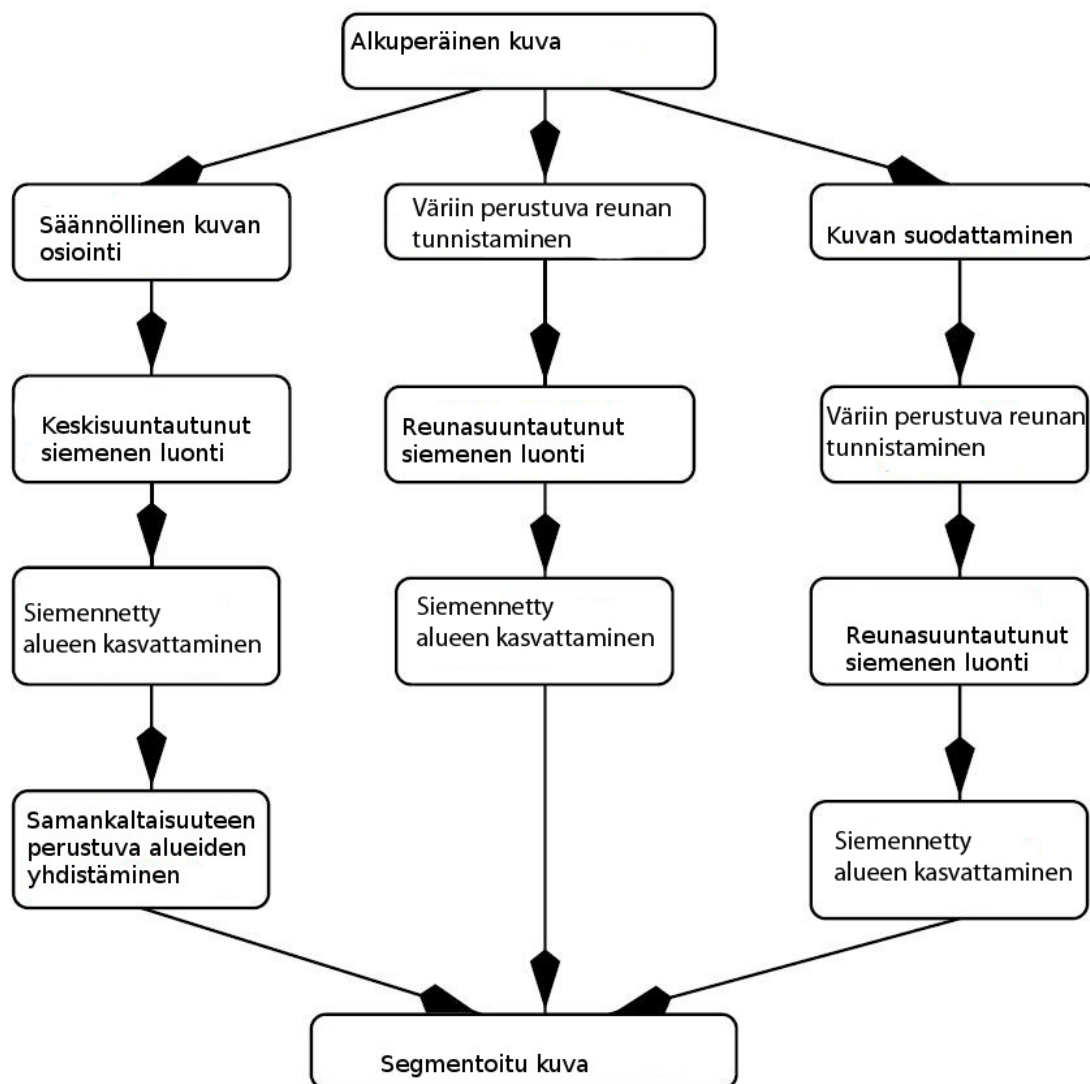 Alkuperäinen kuva
Säännöllinen kuvan
osiointi
Väriin perustuva reunan
tunnistaminen
Kuvan suodattaminen
Keskisuuntautunut
siemenen luonti
Reunasuuntautunut
siemenen luonti
Väriin perustuva reunan
tunnistaminen
Siemennetty
alueen kasvattaminen
Siemennetty
alueen kasvattaminen
Reunasuuntautunut
siemenen luonti
Samankaltaisuuteen
perustuva alueiden
yhdistäminen
Siemennetty
alueen kasvattaminen
Segmentoitu kuva